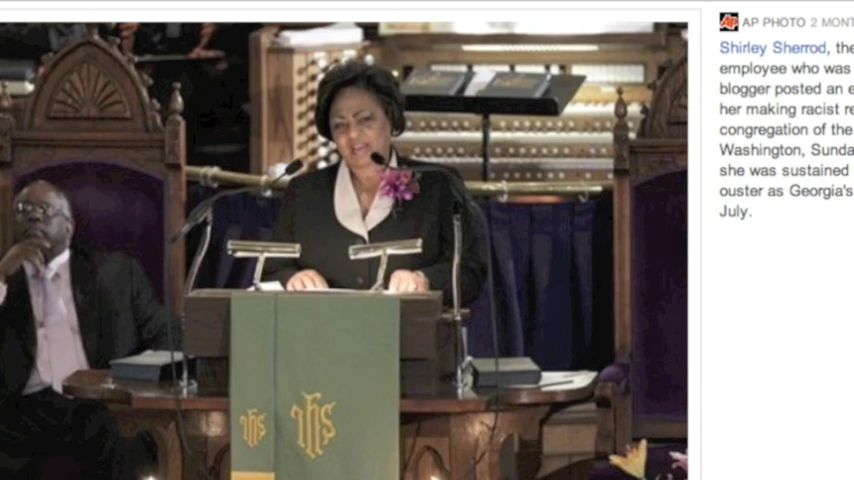 AP PHOTO 2 MONT
Shirley Sherrod, the
employee who was
blogger posted an e
her making racist re
congregation of the
Washington, Sunda
she was sustained
ouster as Georgia's
July.
IHS
IHS